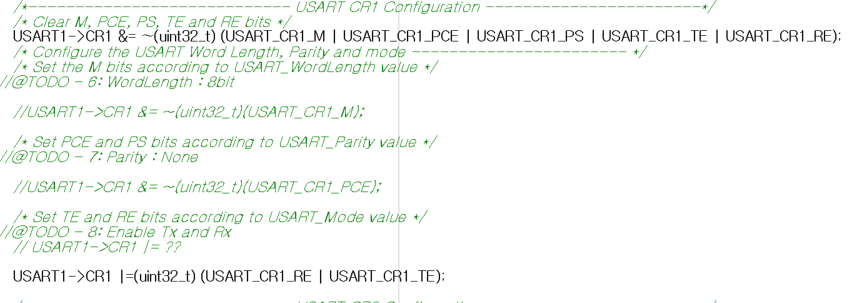 /*---------------------------- USART CR1 Configuration -----------------------*/
/* Clear M, PCE, PS, TE and RE bits */
USART1->CR1 &= ~(uint32_t) (USART_CR1_M | USART_CR1_PCE | USART_CR1_PS | USART_CR1_TE | USART_CR1_RE);
/* Configure the USART Word Length, Parity and mode ----------------------- */
/* Set the M bits according to USART_WordLength value */
//@TODO - 6: WordLength : 8bit
//USART1->CR1 &= ~(uint32_t)(USART_CR1_M);
/* Set PCE and PS bits according to USART_Parity value */
//@TODO - 7: Parity : None
//USART1->CR1 &= ~(uint32_t)(USART_CR1_PCE);
/* Set TE and RE bits according to USART_Mode value */
//@TODO - 8: Enable Tx and Rx
// USART1->CR1 |= ??
USART1->CR1 |=(uint32_t) (USART_CR1_RE | USART_CR1_TE);